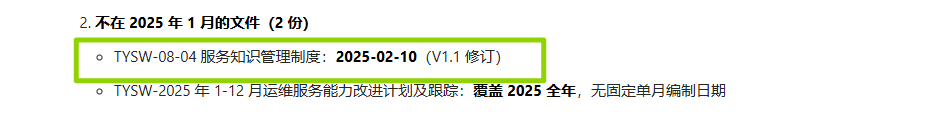 2. 不在 2025 年 1 月的文件（2 份）
○ TYSW-08-04 服务知识管理制度：2025-02-10（V1.1 修订）
○ TYSW-2025 年 1-12 月运维服务能力改进计划及跟踪：覆盖 2025 全年，无固定单月编制日期